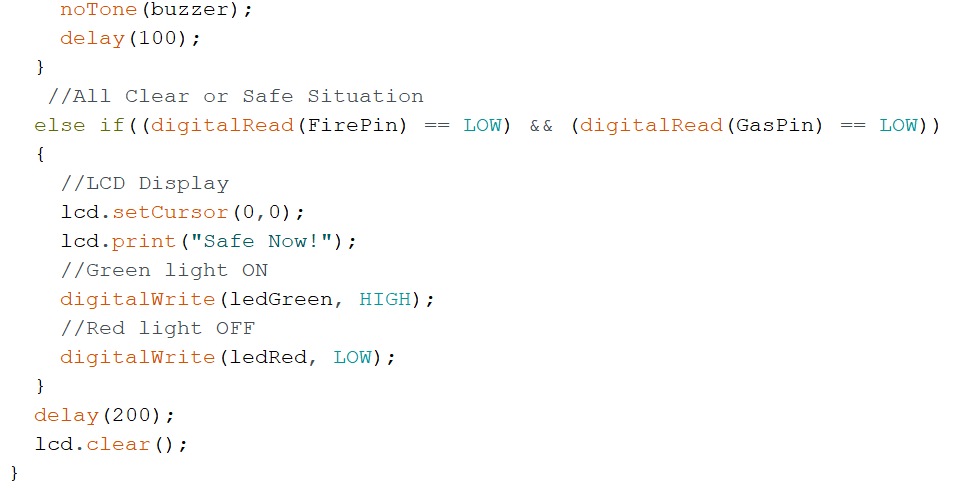 noTone(buzzer);
delay(100);
}
//All Clear or Safe Situation
else if((digitalRead(FirePin) == LOW) && (digitalRead(GasPin) == LOW))
{
//LCD Display
lcd.setCursor(0,0);
lcd.print("Safe Now!");
//Green light ON
digitalWrite(ledGreen, HIGH);
//Red light OFF
digitalWrite(ledRed, LOW);
}
delay(200);
lcd.clear();
}